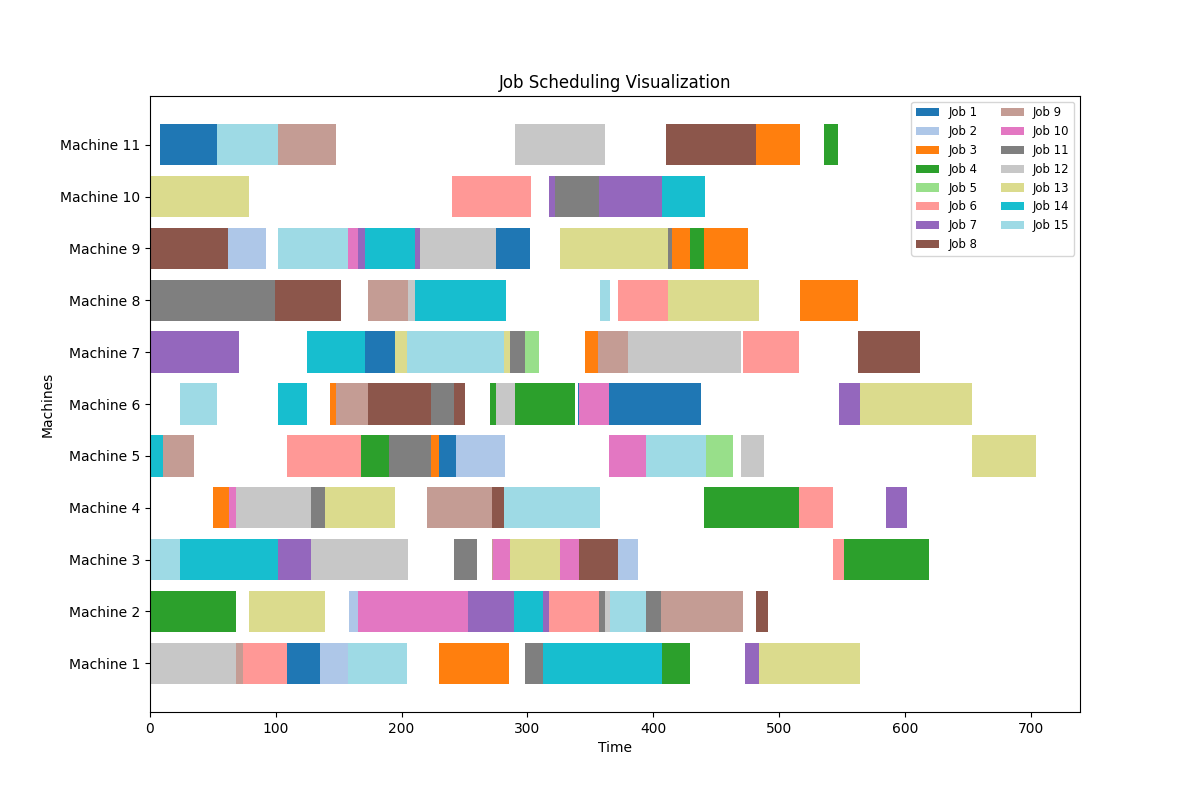 Job Scheduling Visualization
Machines
Machine 11
Machine 10
Machine 9
Machine 8
Machine 7
Machine 6
Machine 5
Machine 4
Machine 3
Machine 2
Machine 1
Job 1
Job 2
Job 3
Job 4
Job 5
Job 6
Job 7
Job 8
Job 9
Job 10
Job 11
Job 12
Job 13
Job 14
Job 15
0 100 200 300 400 500 600 700
Time